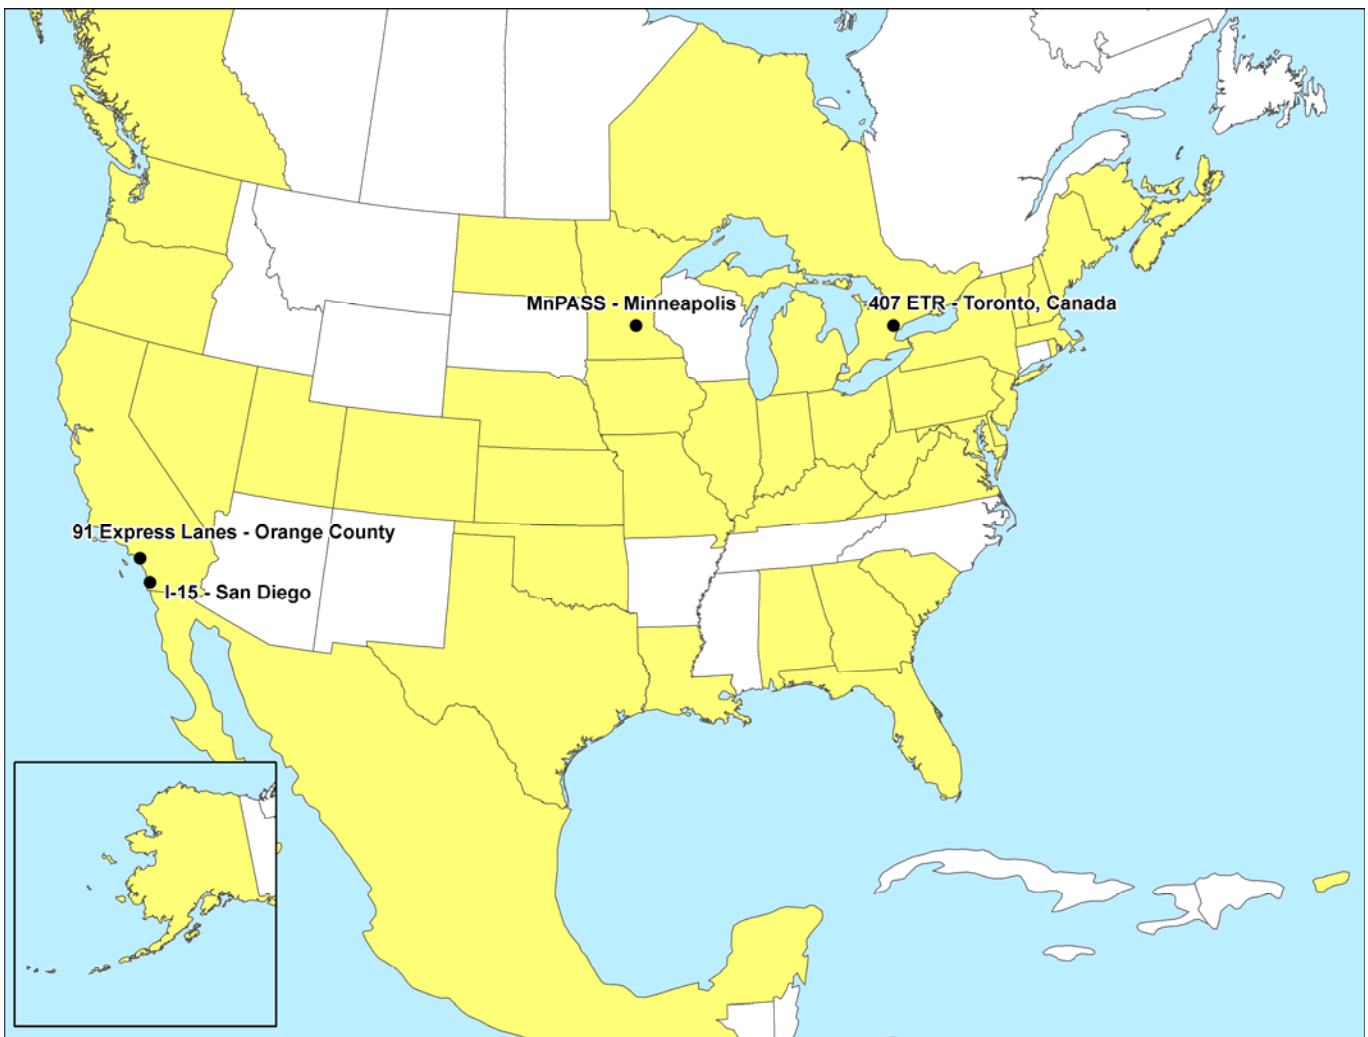 MnPASS - Minneapolis
407 ETR - Toronto, Canada
91 Express Lanes - Orange County
I-15 - San Diego